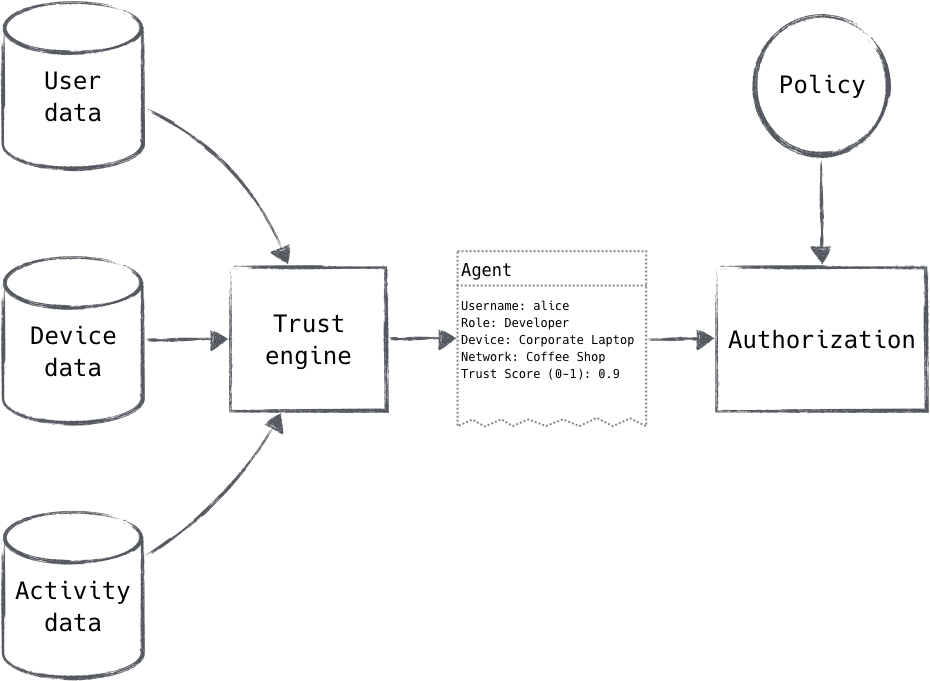 User
data
Policy
Device
data
Trust
engine
Agent
Username: alice
Role: Developer
Device: Corporate Laptop
Network: Coffee Shop
Trust Score (0-1): 0.9
Authorization
Activity
data